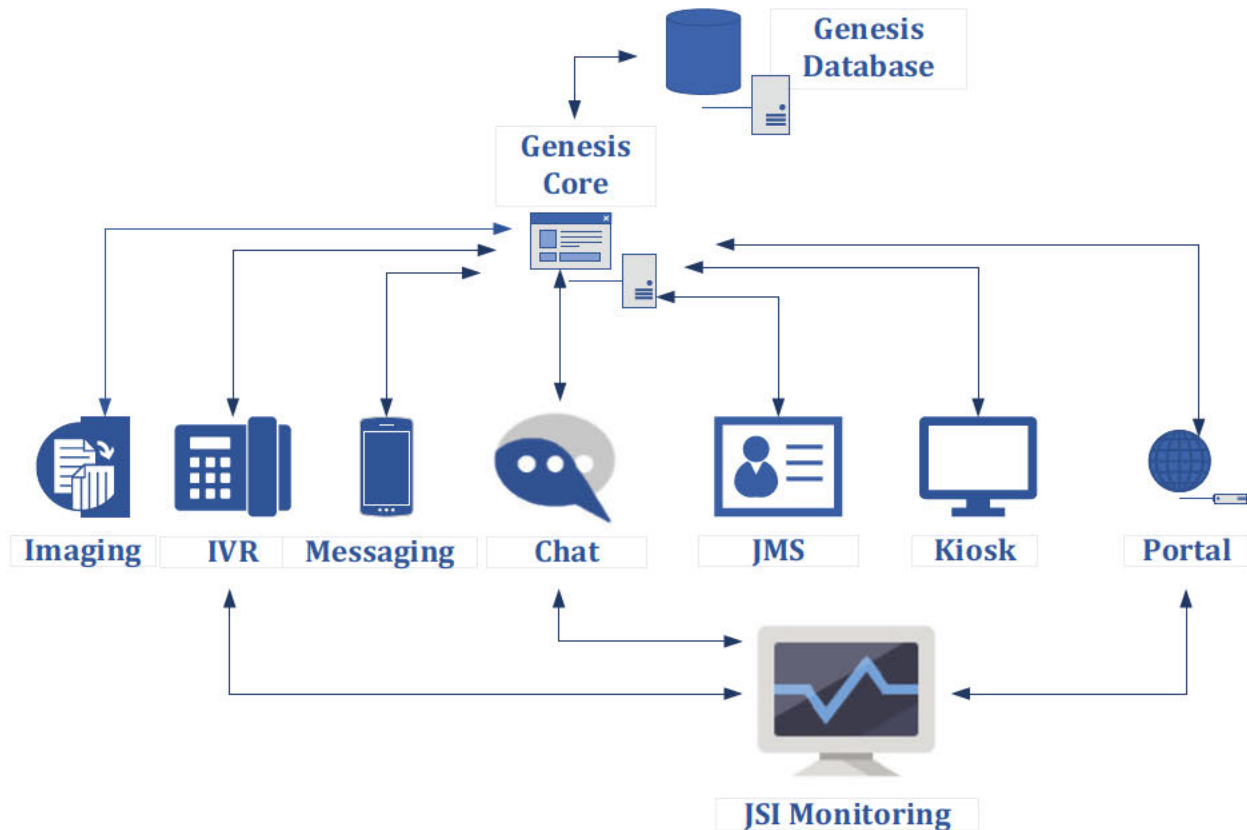 Genesis
Database
Genesis
Core
Imaging
IVR
Messaging
Chat
JMS
Kiosk
Portal
JSI Monitoring